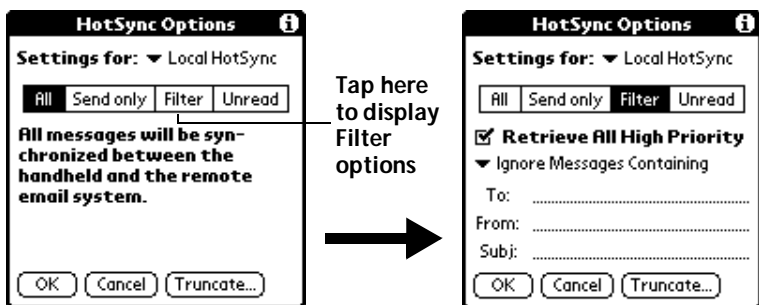 HotSync Options
Settings for: Local HotSync
All Send only Filter Unread
All messages will be syn-
chronized between the
handheld and the remote
email system.
OK Cancel Truncate...
Tap here
to display
Filter
options
HotSync Options
Settings for: Local HotSync
All Send only Filter Unread
Retrieve All High Priority
Ignore Messages Containing
To:
From:
Subj:
OK Cancel Truncate...